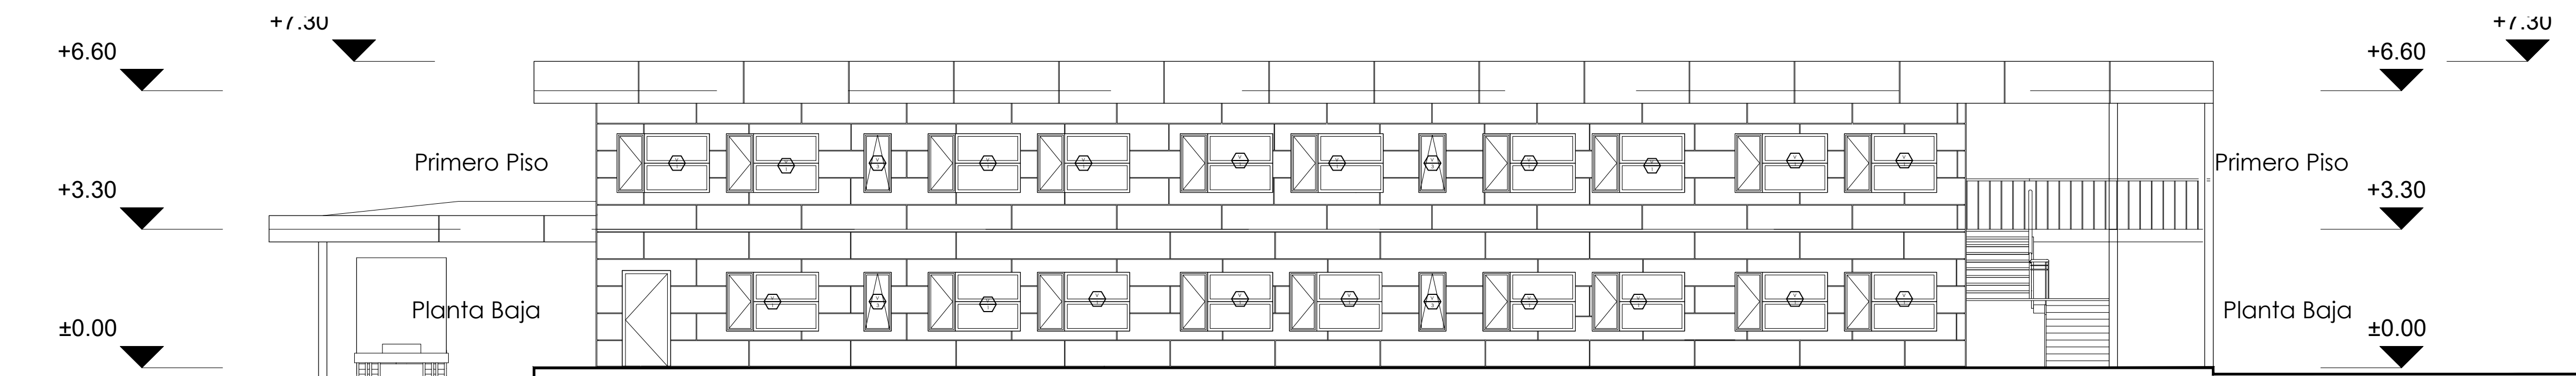 +7.30
+7.30
+6.60
+6.60
Primero Piso
Primero Piso
+3.30
+3.30
Planta Baja
Planta Baja
±0.00
±0.00